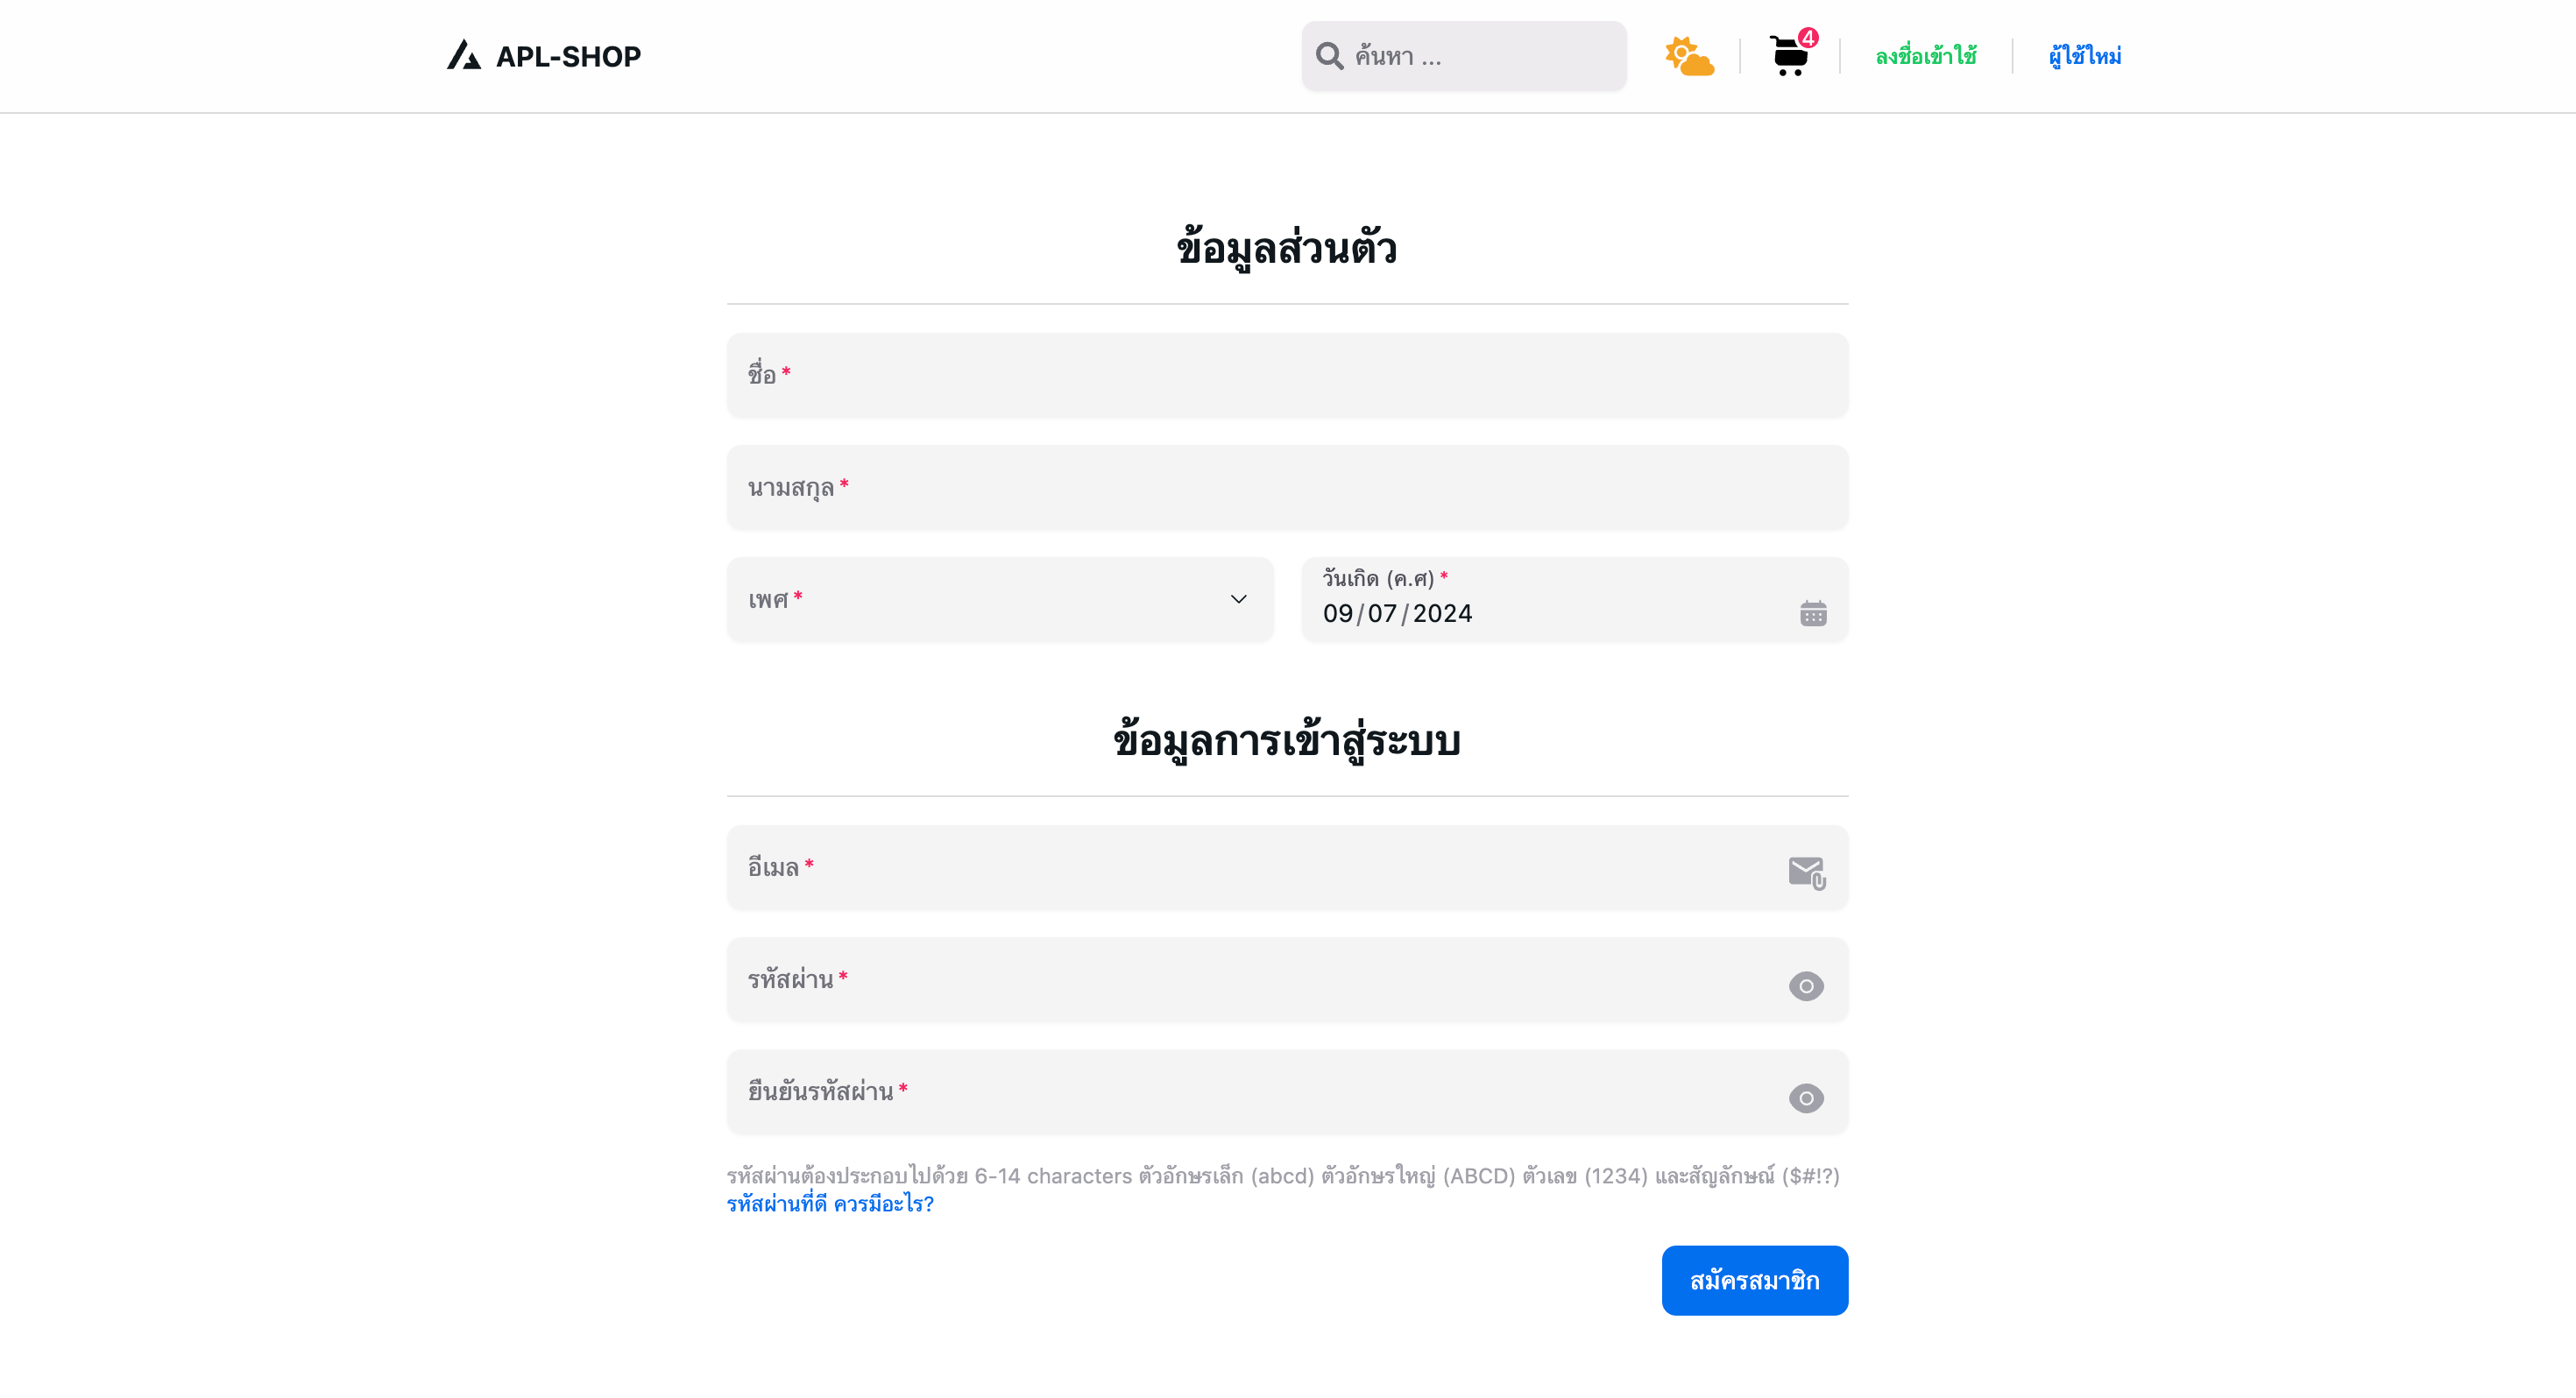 APL-SHOP
ค้นหา ...
4
ลงชื่อเข้าใช้
ผู้ใช้ใหม่
ข้อมูลส่วนตัว
ชื่อ *
นามสกุล *
เพศ *
วันเกิด (ค.ศ) *
09/07/2024
ข้อมูลการเข้าสู่ระบบ
อีเมล *
รหัสผ่าน *
ยืนยันรหัสผ่าน *
รหัสผ่านต้องประกอบไปด้วย 6-14 characters ตัวอักษรเล็ก (abcd) ตัวอักษรใหญ่ (ABCD) ตัวเลข (1234) และสัญลักษณ์ ($#!?)
รหัสผ่านที่ดี ควรมีอะไร?
สมัครสมาชิก